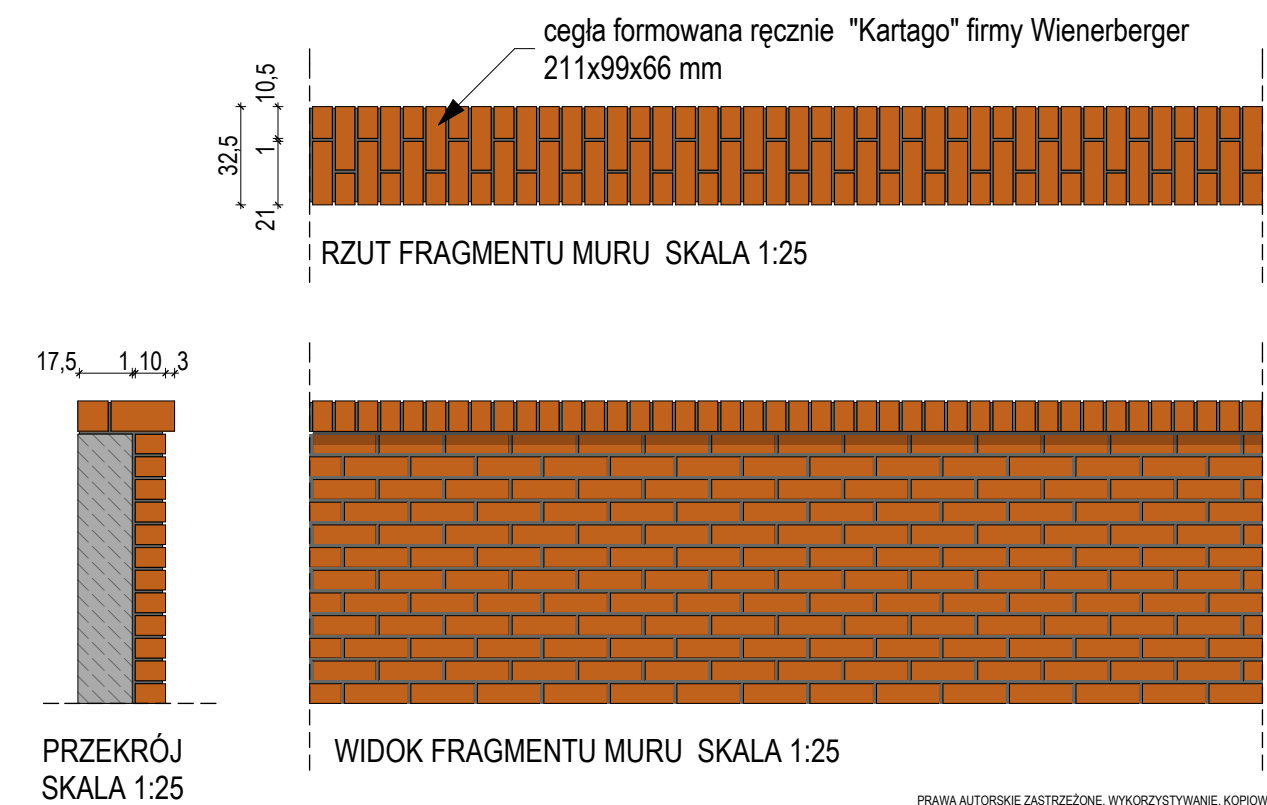 cegła formowana ręcznie "Kartago" firmy Wienerberger
211x99x66 mm
10,5
32,5
1
21
RZUT FRAGMENTU MURU SKALA 1:25
17,5 1 10 3
PRZEKRÓJ
SKALA 1:25
WIDOK FRAGMENTU MURU SKALA 1:25
PRAWA AUTORSKIE ZASTRZEŻONE. WYKORZYSTYWANIE, KOPIOW